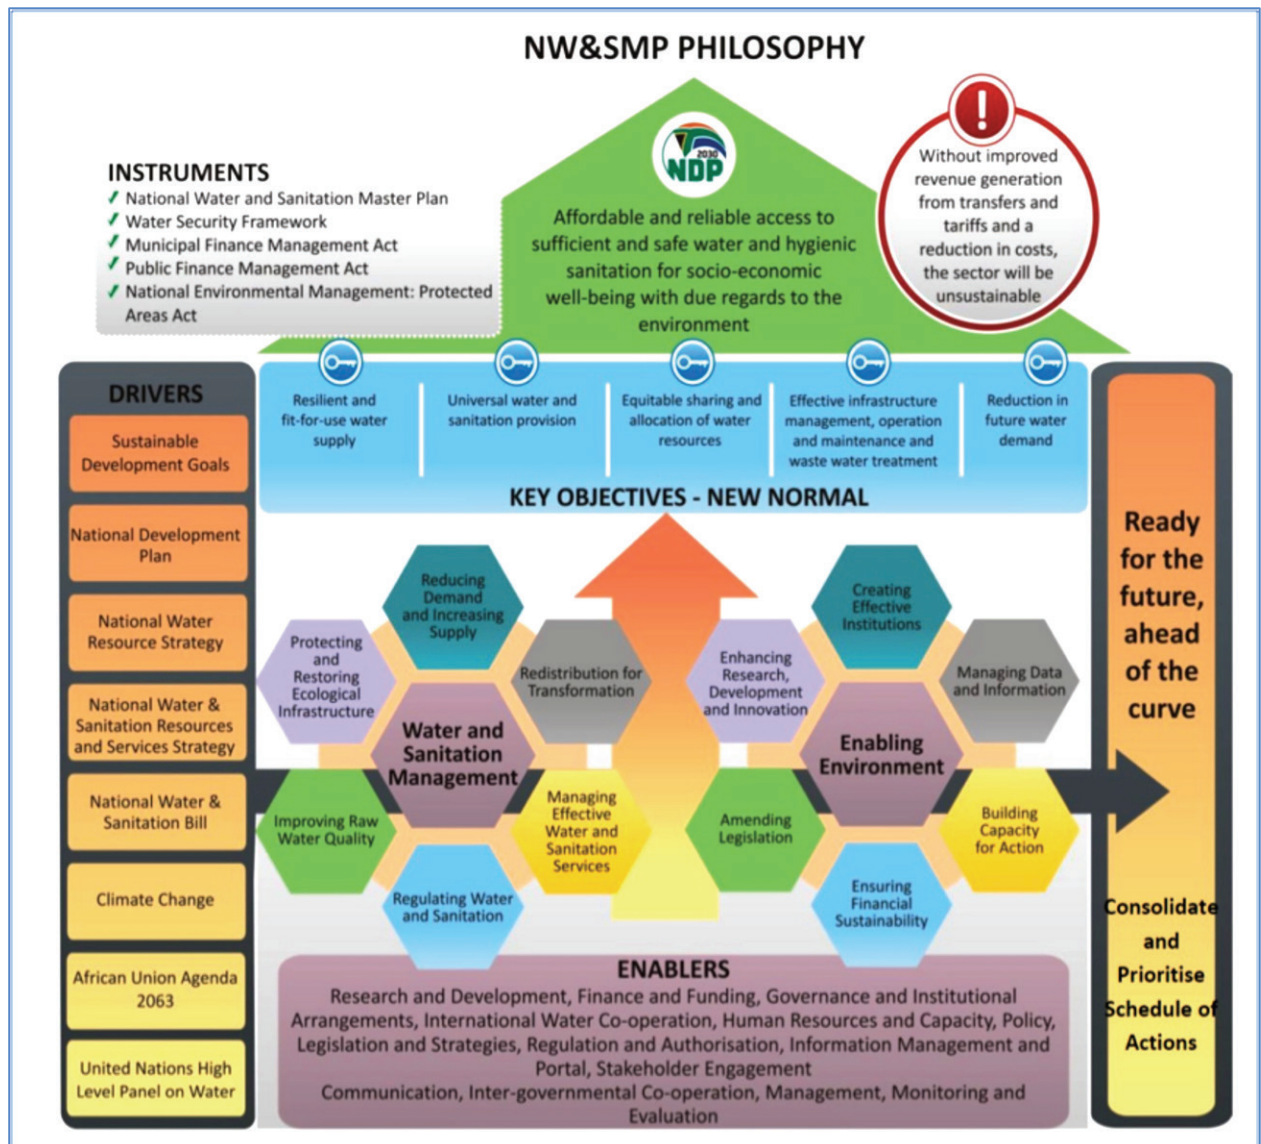 NW&SMP PHILOSOPHY
2030
NDP
Affordable and reliable access to
sufficient and safe water and hygienic
sanitation for socio-economic
well-being with due regards to the
environment
!
Without improved
revenue generation
from transfers and
tariffs and a
reduction in costs,
the sector will be
unsustainable
INSTRUMENTS
National Water and Sanitation Master Plan
Water Security Framework
Municipal Finance Management Act
Public Finance Management Act
National Environmental Management: Protected
Areas Act
DRIVERS
Sustainable
Development Goals
National Development
Plan
National Water
Resource Strategy
National Water &
Sanitation Resources
and Services Strategy
National Water &
Sanitation Bill
Climate Change
African Union Agenda
2063
United Nations High
Level Panel on Water
Resilient and
fit-for-use water
supply
Universal water and
sanitation provision
Equitable sharing and
allocation of water
resources
Effective infrastructure
management, operation
and maintenance and
waste water treatment
Reduction in
future water
demand
KEY OBJECTIVES - NEW NORMAL
Reducing
Demand
and Increasing
Supply
Protecting
and
Restoring
Ecological
Infrastructure
Redistribution for
Transformation
Water and
Sanitation
Management
Improving Raw
Water Quality
Managing
Effective
Water and
Sanitation
Services
Regulating Water
and Sanitation
Creating
Effective
Institutions
Enhancing
Research,
Development
and Innovation
Managing Data
and Information
Enabling
Environment
Amending
Legislation
Building
Capacity
for Action
Ensuring
Financial
Sustainability
ENABLERS
Research and Development, Finance and Funding, Governance and Institutional
Arrangements, International Water Co-operation, Human Resources and Capacity, Policy,
Legislation and Strategies, Regulation and Authorisation, Information Management and
Portal, Stakeholder Engagement
Communication, Inter-governmental Co-operation, Management, Monitoring and
Evaluation
Ready
for the
future,
ahead
of the
curve
Consolidate
and
Prioritise
Schedule of
Actions